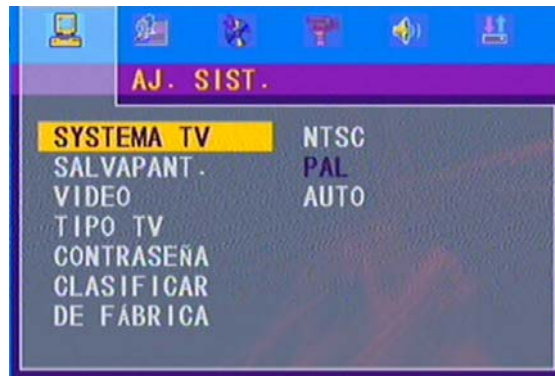 AJ. SIST.
SYSTEMA TV NTSC
SALVAPANT. PAL
VIDEO AUTO
TIPO TV
CONTRASEÑA
CLASIFICAR
DE FÁBRICA